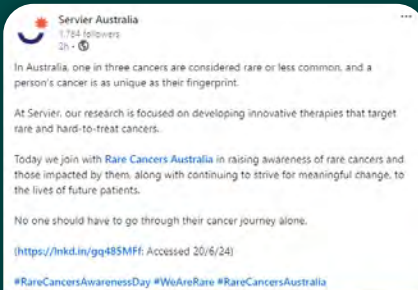 Servier Australia
1,784 followers
2h •
In Australia, one in three cancers are considered rare or less common, and a
person's cancer is as unique as their fingerprint.
At Servier, our research is focused on developing innovative therapies that target
rare and hard-to-treat cancers.
Today we join with Rare Cancers Australia in raising awareness of rare cancers and
those impacted by them, along with continuing to strive for meaningful change, to
the lives of future patients.
No one should have to go through their cancer journey alone.
(https://lnkd.in/gq485MFf: Accessed 20/6/24)
#RareCancersAwarenessDay #WeAreRare #RareCancersAustralia